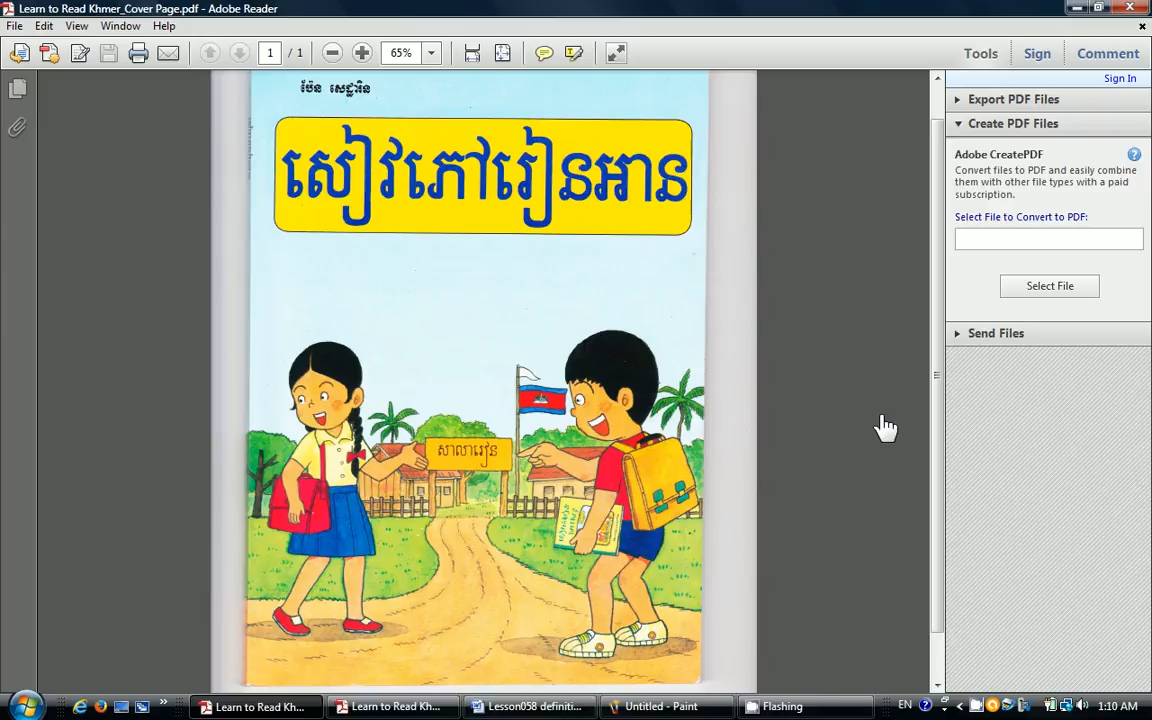 Learn to Read Khmer_Cover Page.pdf - Adobe Reader
File Edit View Window Help
1 / 1 65% Tools Sign Comment
Sign In
ប៉ែន សេដ្ឋារិន
សៀវភៅរៀនអាន
សាលារៀន
Export PDF Files
Create PDF Files
Adobe CreatePDF
Convert files to PDF and easily combine
them with other file types with a paid
subscription.
Select File to Convert to PDF:
Select File
Send Files
Learn to Read Kh... Learn to Read Kh... Lesson058 definiti... Untitled - Paint Flashing EN 1:10 AM